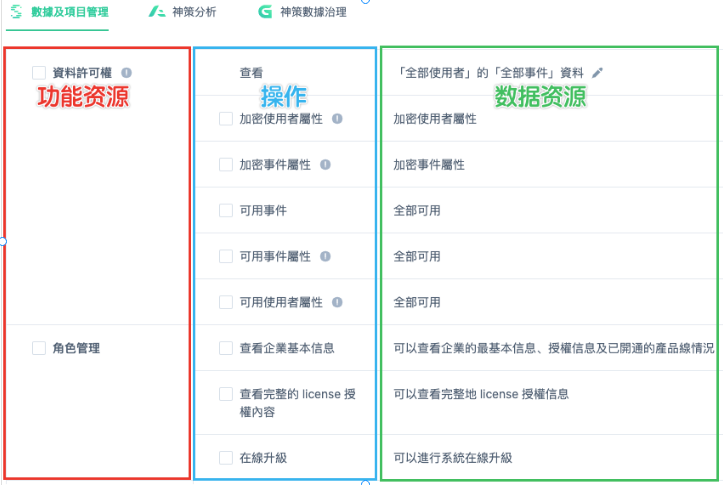 數據及項目管理 神策分析 神策數據治理
資料許可權 查看 「全部使用者」的「全部事件」資料
功能资源 操作 数据资源
加密使用者屬性 加密使用者屬性
加密事件屬性 加密事件屬性
可用事件 全部可用
可用事件屬性 全部可用
可用使用者屬性 全部可用
角色管理 查看企業基本信息 可以查看企業的最基本信息、授權信息及已開通的產品線情況
查看完整的 license 授 可以查看完整地 license 授權信息
權內容
在線升級 可以進行系統在線升級